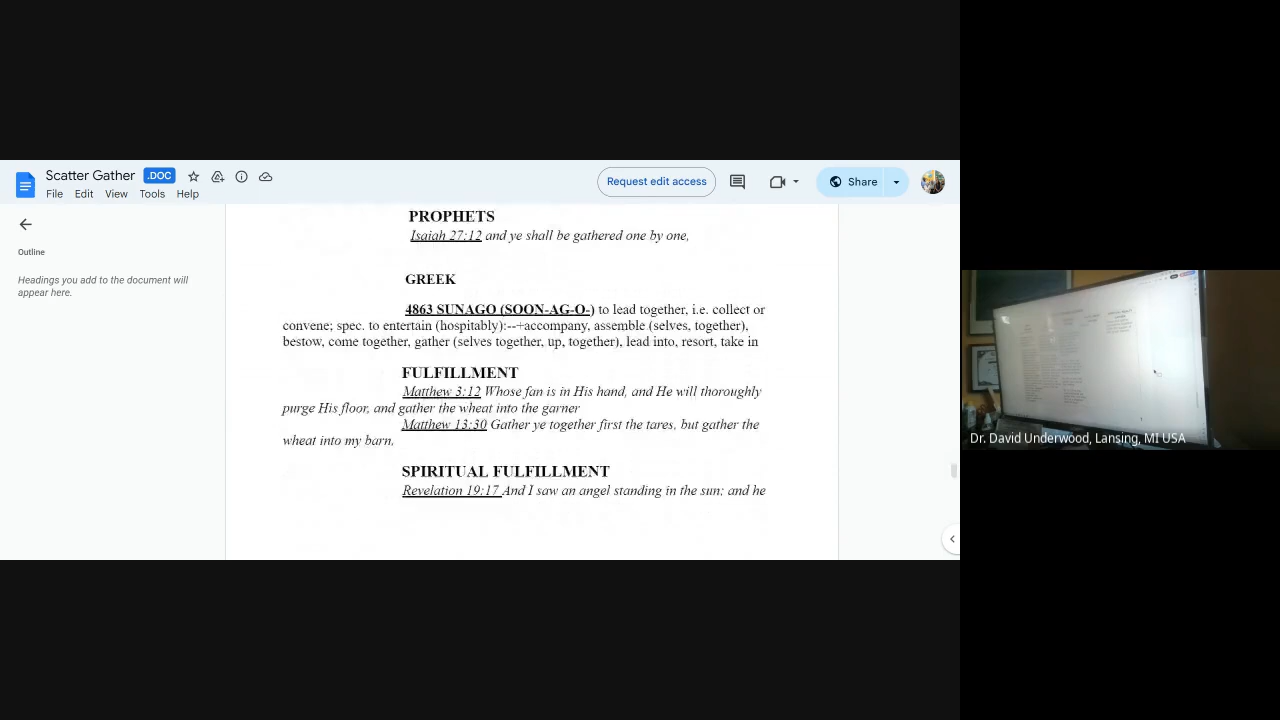 Scatter Gather .DOC
File Edit View Tools Help
Request edit access
Share
Outline
Headings you add to the document will
appear here.
PROPHETS
Isaiah 27:12 and ye shall be gathered one by one,
GREEK
4863 SUNAGO (SOON-AG-O-) to lead together, i.e. collect or
convene; spec. to entertain (hospitably):--+accompany, assemble (selves, together),
bestow, come together, gather (selves together, up, together), lead into, resort, take in
FULFILLMENT
Matthew 3:12 Whose fan is in His hand, and He will thoroughly
purge His floor, and gather the wheat into the garner
Matthew 13:30 Gather ye together first the tares, but gather the
wheat into my barn,
SPIRITUAL FULFILLMENT
Revelation 19:17 And I saw an angel standing in the sun; and he
Dr. David Underwood, Lansing, MI USA